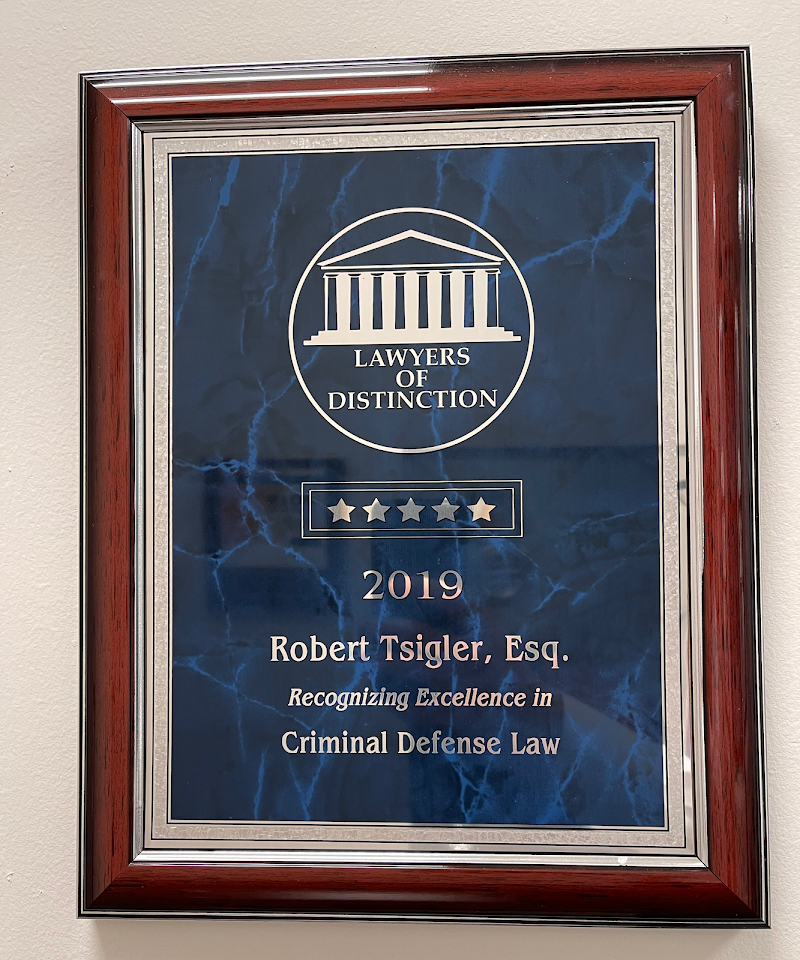 LAWYERS
OF
DISTINCTION
2019
Robert Tsigler, Esq.
Recognizing Excellence in
Criminal Defense Law